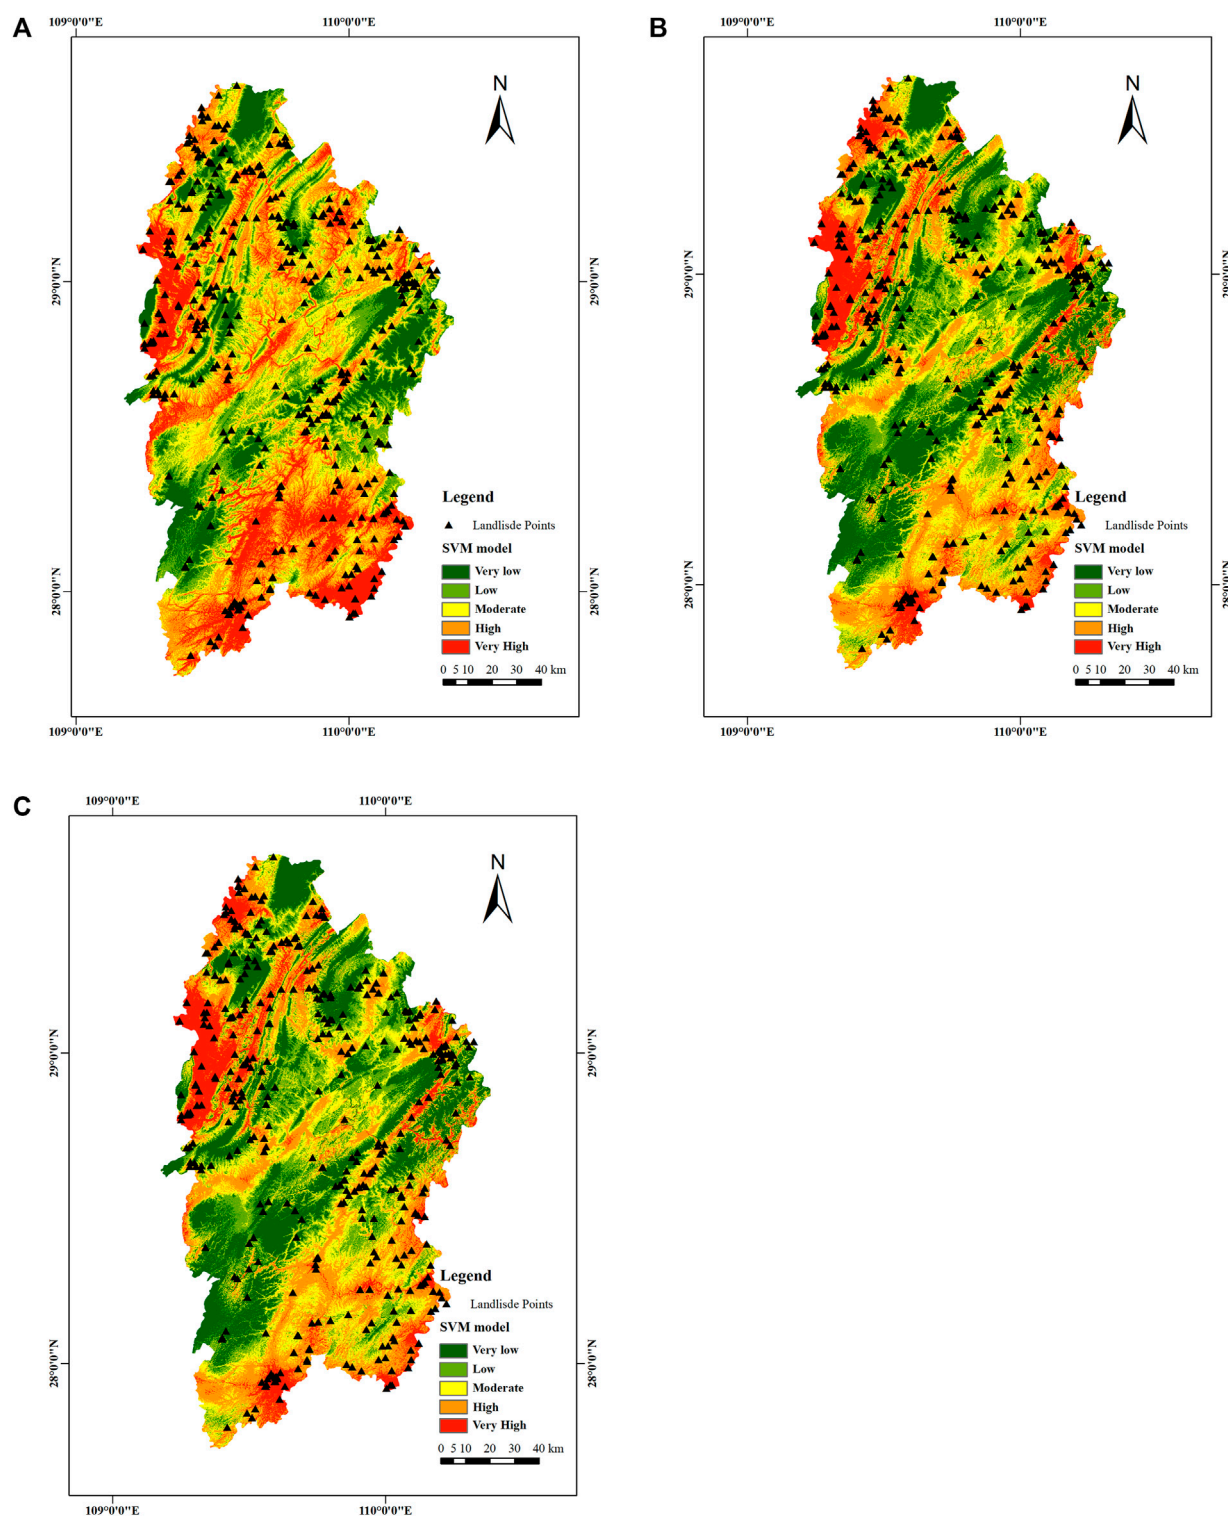 A
109°0'0"E
110°0'0"E
N
29°0'0"N
29°0'0"N
28°0'0"N
28°0'0"N
Legend
Landlisde Points
SVM model
Very low
Low
Moderate
High
Very High
0 5 10 20 30 40 km
109°0'0"E
110°0'0"E
B
109°0'0"E
110°0'0"E
N
29°0'0"N
29°0'0"N
28°0'0"N
28°0'0"N
Legend
Landlisde Points
SVM model
Very low
Low
Moderate
High
Very High
0 5 10 20 30 40 km
109°0'0"E
110°0'0"E
C
109°0'0"E
110°0'0"E
N
29°0'0"N
29°0'0"N
28°0'0"N
28°0'0"N
Legend
Landlisde Points
SVM model
Very low
Low
Moderate
High
Very High
0 5 10 20 30 40 km
109°0'0"E
110°0'0"E